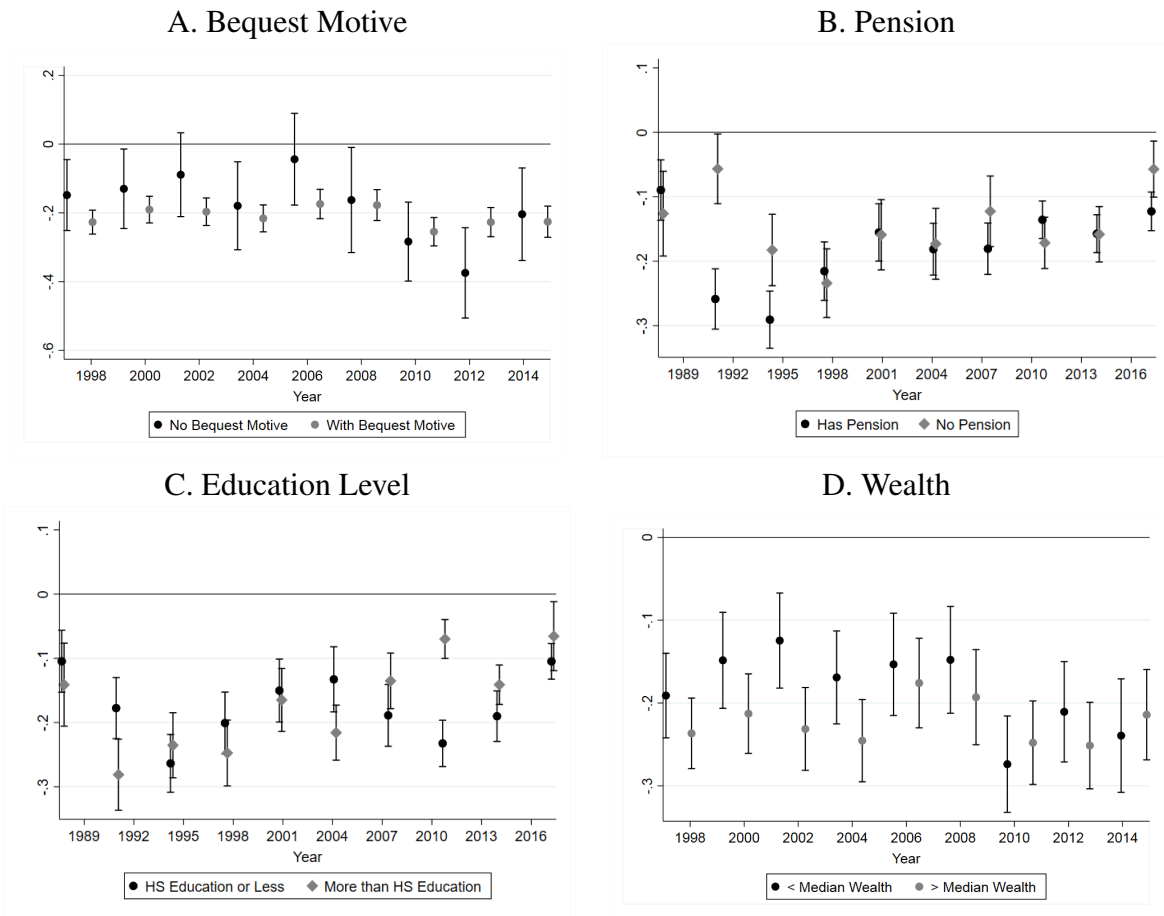 A. Bequest Motive
.2
0
-.2
-.4
-.6
1998 2000 2002 2004 2006 2008 2010 2012 2014
Year
No Bequest Motive With Bequest Motive
B. Pension
.1
0
-.1
-.2
-.3
1989 1992 1995 1998 2001 2004 2007 2010 2013 2016
Year
Has Pension No Pension
C. Education Level
.1
0
-.1
-.2
-.3
1989 1992 1995 1998 2001 2004 2007 2010 2013 2016
Year
HS Education or Less More than HS Education
D. Wealth
0
-.1
-.2
-.3
1998 2000 2002 2004 2006 2008 2010 2012 2014
Year
< Median Wealth > Median Wealth